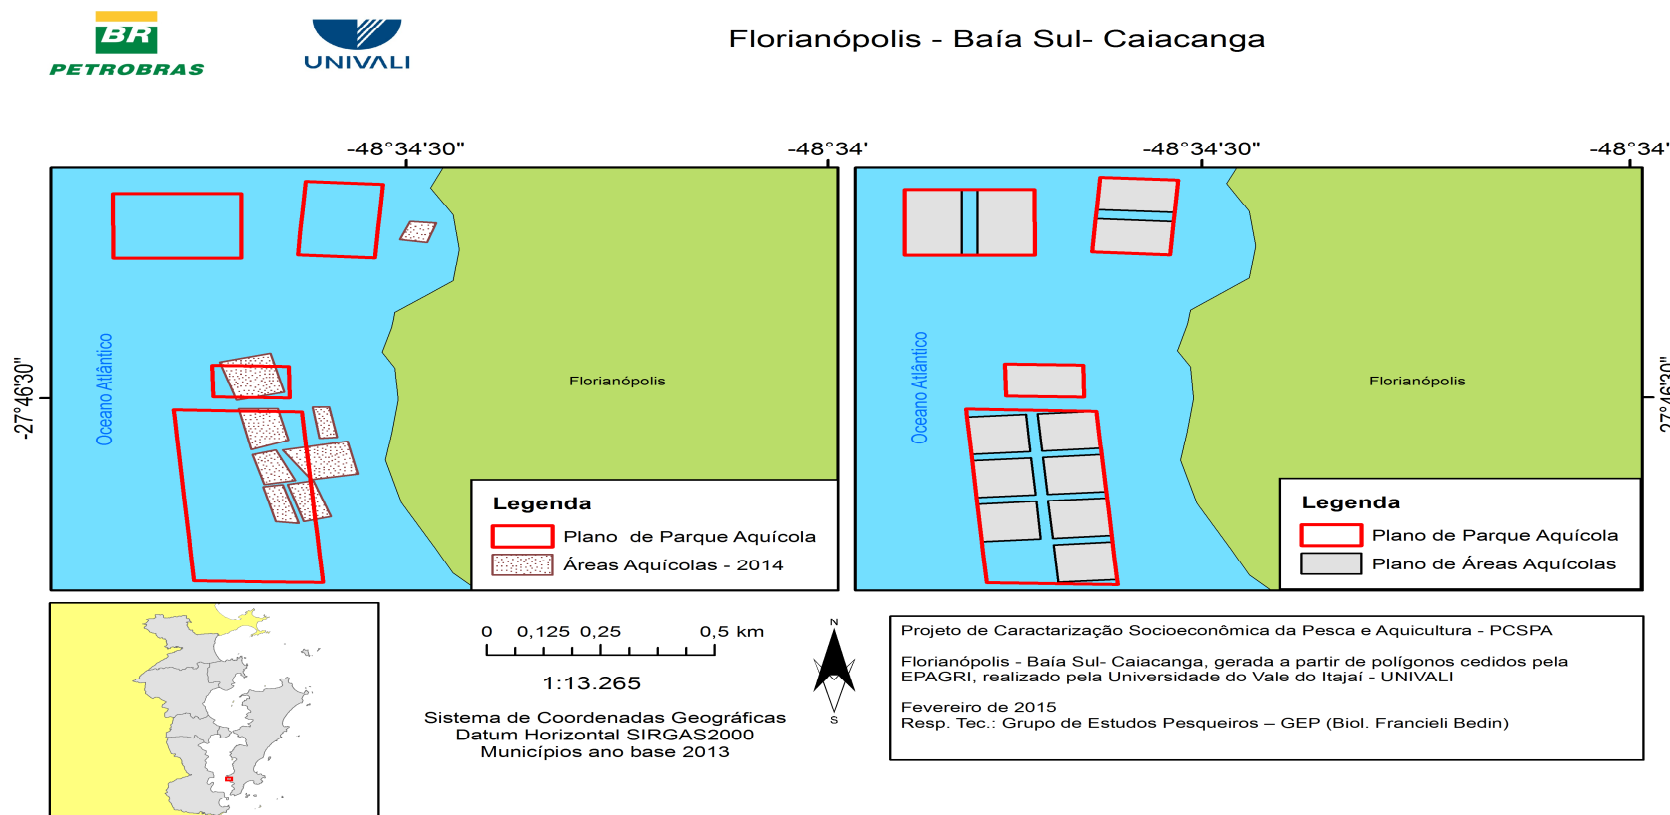 BR
PETROBRAS
UNIVALI
Florianópolis - Baía Sul- Caiacanga
-48°34'30"
-48°34'
-48°34'30"
-48°34'
-27°46'30"
Oceano Atlântico
Florianópolis
Legenda
Plano de Parque Aquícola
Áreas Aquícolas - 2014
Oceano Atlântico
Florianópolis
Legenda
Plano de Parque Aquícola
Plano de Áreas Aquícolas
-27°46'30"
0 0,125 0,25 0,5 km
1:13.265
Sistema de Coordenadas Geográficas
Datum Horizontal SIRGAS2000
Municípios ano base 2013
N
S
Projeto de Caractarização Socioeconômica da Pesca e Aquicultura - PCSPA
Florianópolis - Baía Sul- Caiacanga, gerada a partir de polígonos cedidos pela
EPAGRI, realizado pela Universidade do Vale do Itajaí - UNIVALI
Fevereiro de 2015
Resp. Tec.: Grupo de Estudos Pesqueiros – GEP (Biol. Francieli Bedin)